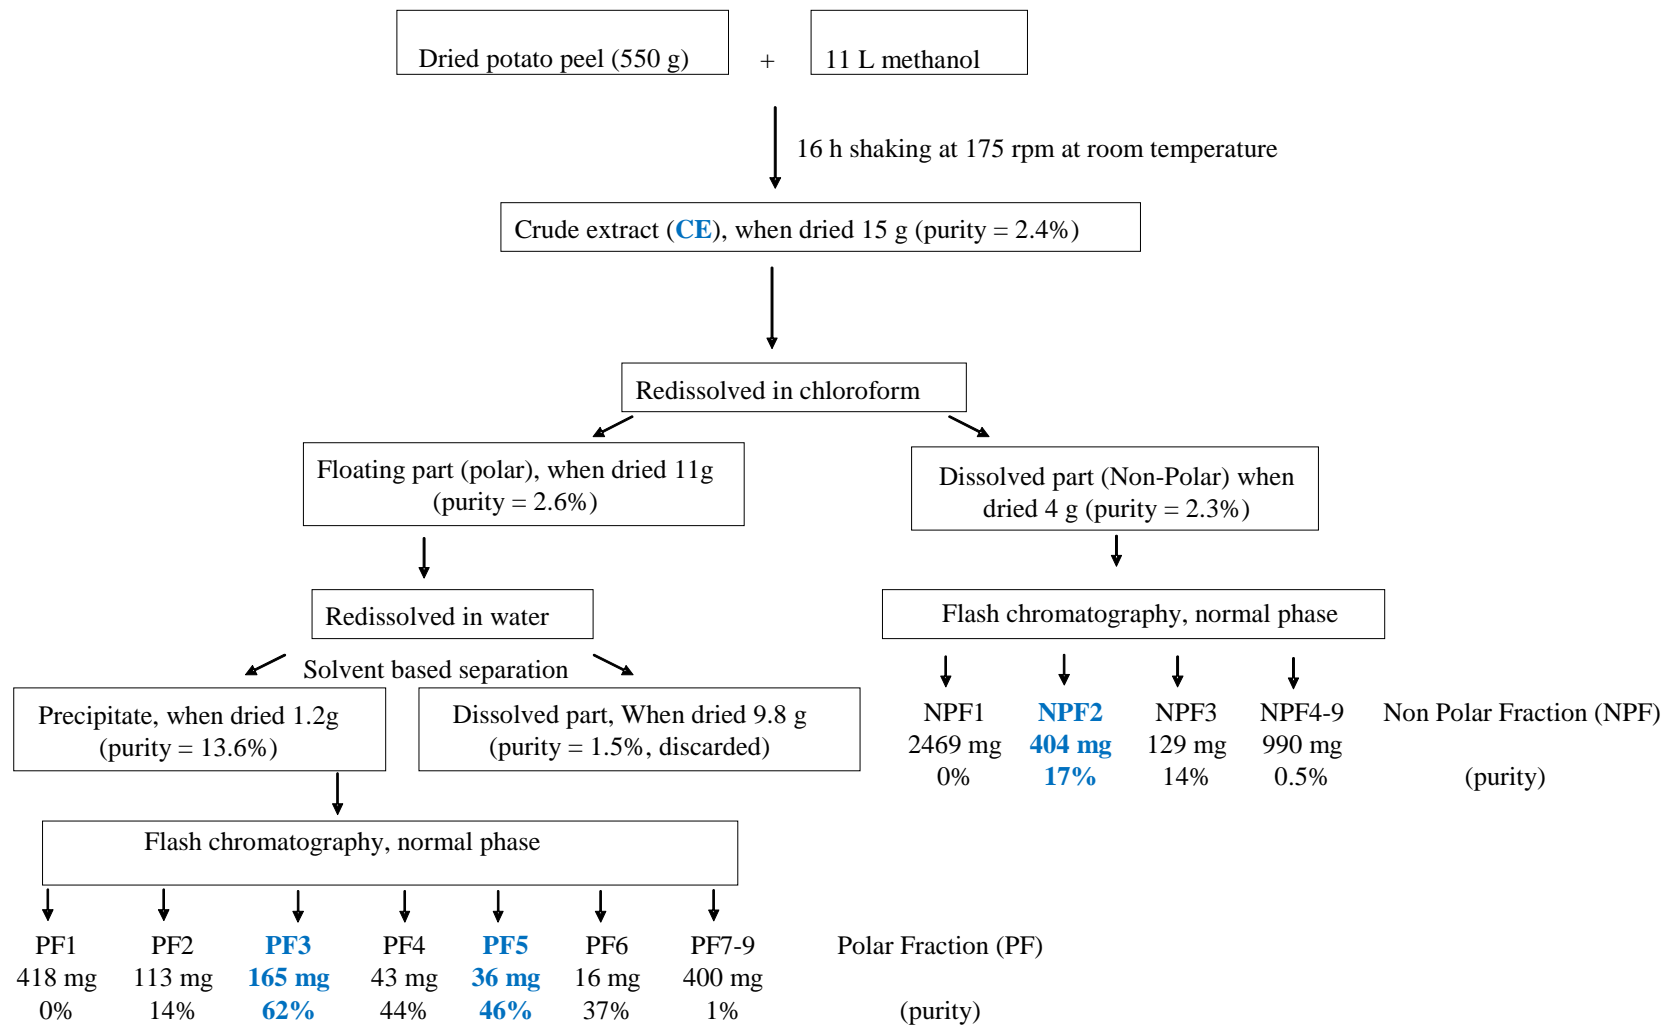 Dried potato peel (550 g)
+
11 L methanol
16 h shaking at 175 rpm at room temperature
Crude extract (CE), when dried 15 g (purity = 2.4%)
Redissolved in chloroform
Floating part (polar), when dried 11g
(purity = 2.6%)
Dissolved part (Non-Polar) when
dried 4 g (purity = 2.3%)
Redissolved in water
Flash chromatography, normal phase
Solvent based separation
Precipitate, when dried 1.2g
(purity = 13.6%)
Dissolved part, When dried 9.8 g
(purity = 1.5%, discarded)
NPF1 NPF2 NPF3 NPF4-9 Non Polar Fraction (NPF)
2469 mg 404 mg 129 mg 990 mg
0% 17% 14% 0.5% (purity)
Flash chromatography, normal phase
PF1 PF2 PF3 PF4 PF5 PF6 PF7-9 Polar Fraction (PF)
418 mg 113 mg 165 mg 43 mg 36 mg 16 mg 400 mg
0% 14% 62% 44% 46% 37% 1% (purity)